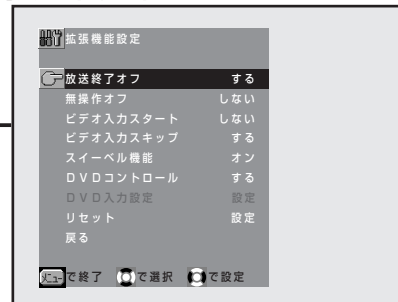 拡張機能設定
放送終了オフ する
無操作オフ しない
ビデオ入力スタート しない
ビデオ入力スキップ する
スイーベル機能 オン
DVDコントロール する
DVD入力設定 設定
リセット 設定
戻る
メニューで終了 で選択 で設定